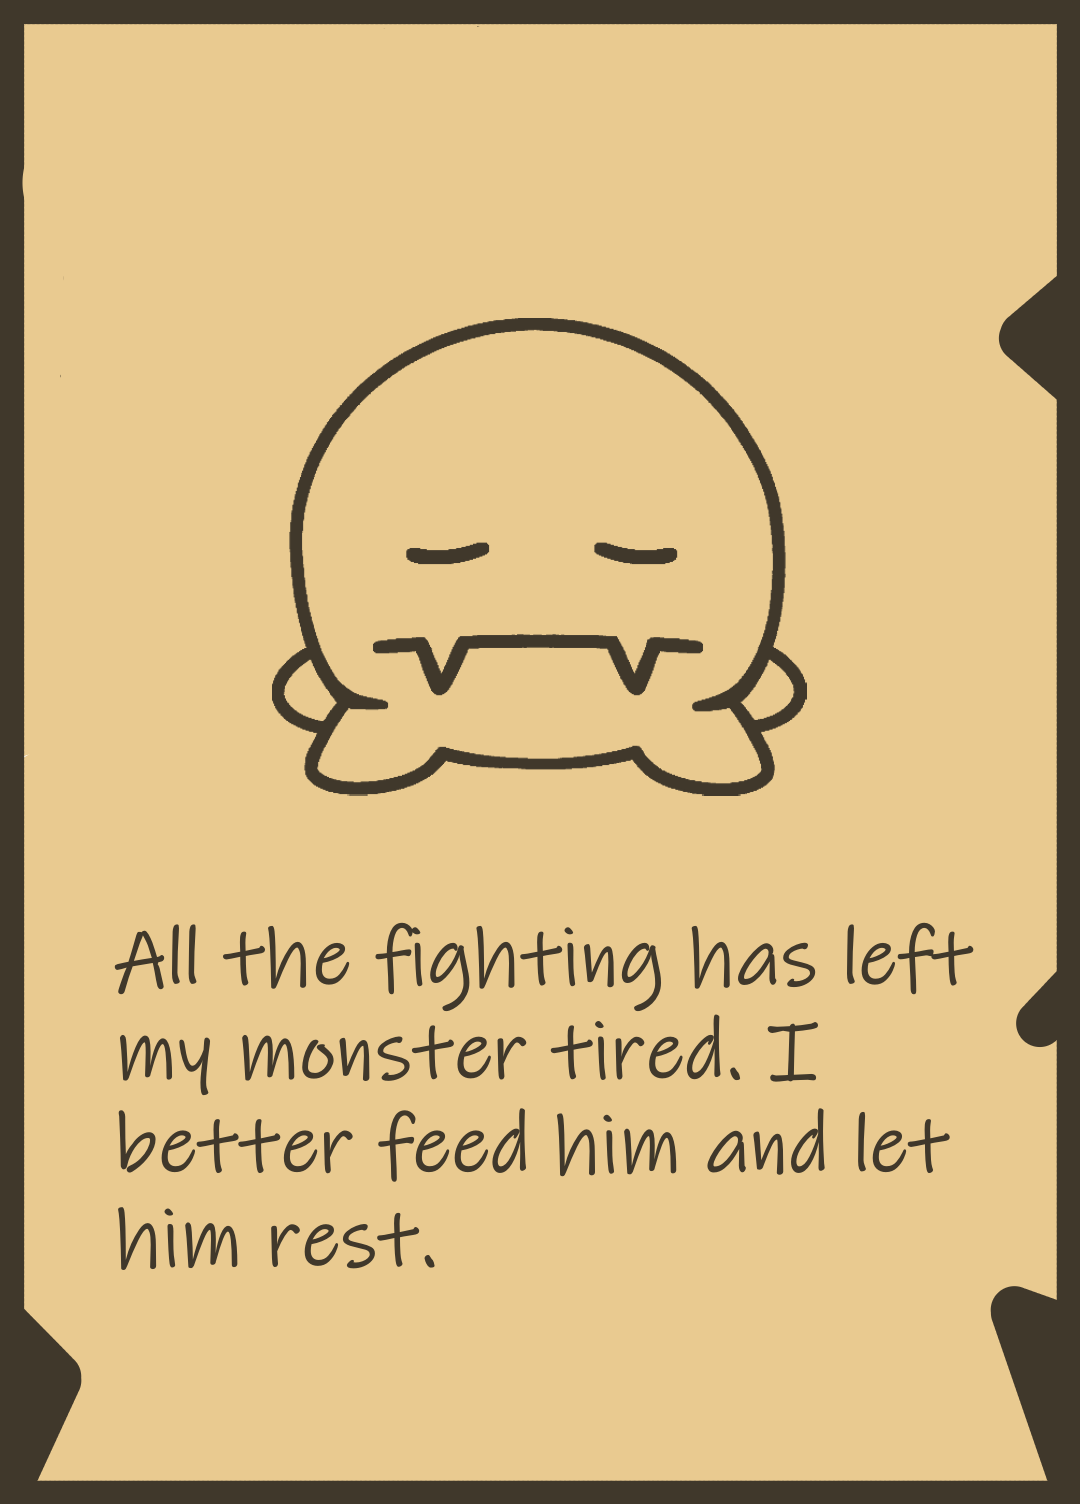 All the fighting has left
my monster tired. I
better feed him and let
him rest.